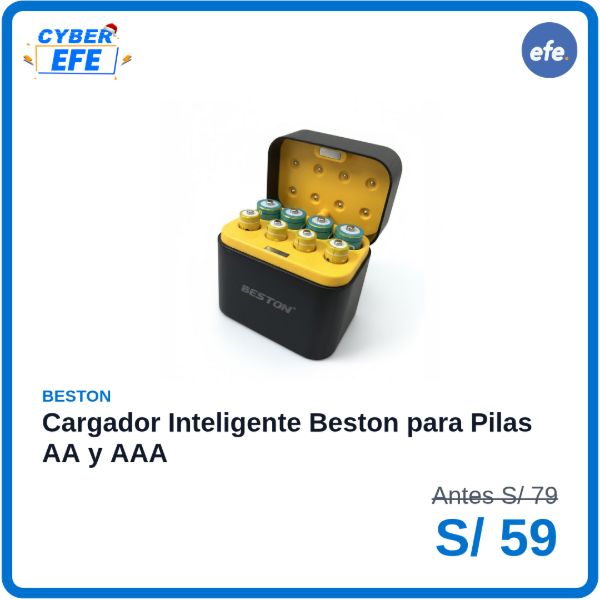 CYBER
EFE
efe.
BESTON
BESTON
Cargador Inteligente Beston para Pilas
AA y AAA
Antes S/ 79
S/ 59